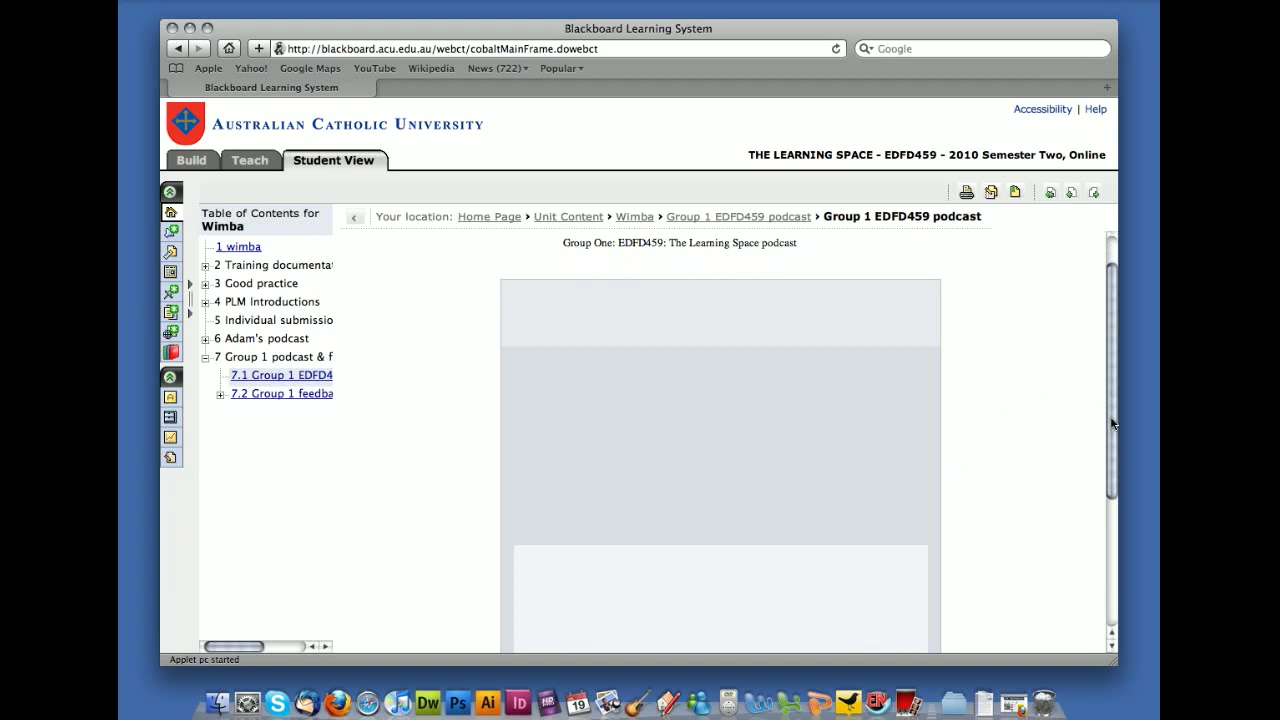 Blackboard Learning System
http://blackboard.acu.edu.au/webct/cobaltMainFrame.dowebct
Google
Apple Yahoo! Google Maps YouTube Wikipedia News (722) Popular
Blackboard Learning System
Accessibility | Help
AUSTRALIAN CATHOLIC UNIVERSITY
Build Teach Student View
THE LEARNING SPACE - EDFD459 - 2010 Semester Two, Online
Table of Contents for
Wimba
Your location: Home Page › Unit Content › Wimba › Group 1 EDFD459 podcast › Group 1 EDFD459 podcast
Group One: EDFD459: The Learning Space podcast
1 wimba
2 Training documenta
3 Good practice
4 PLM Introductions
5 Individual submissio
6 Adam's podcast
7 Group 1 podcast & f
7.1 Group 1 EDFD4
7.2 Group 1 feedba
Applet pc started
Dw Ps Ai Id 19